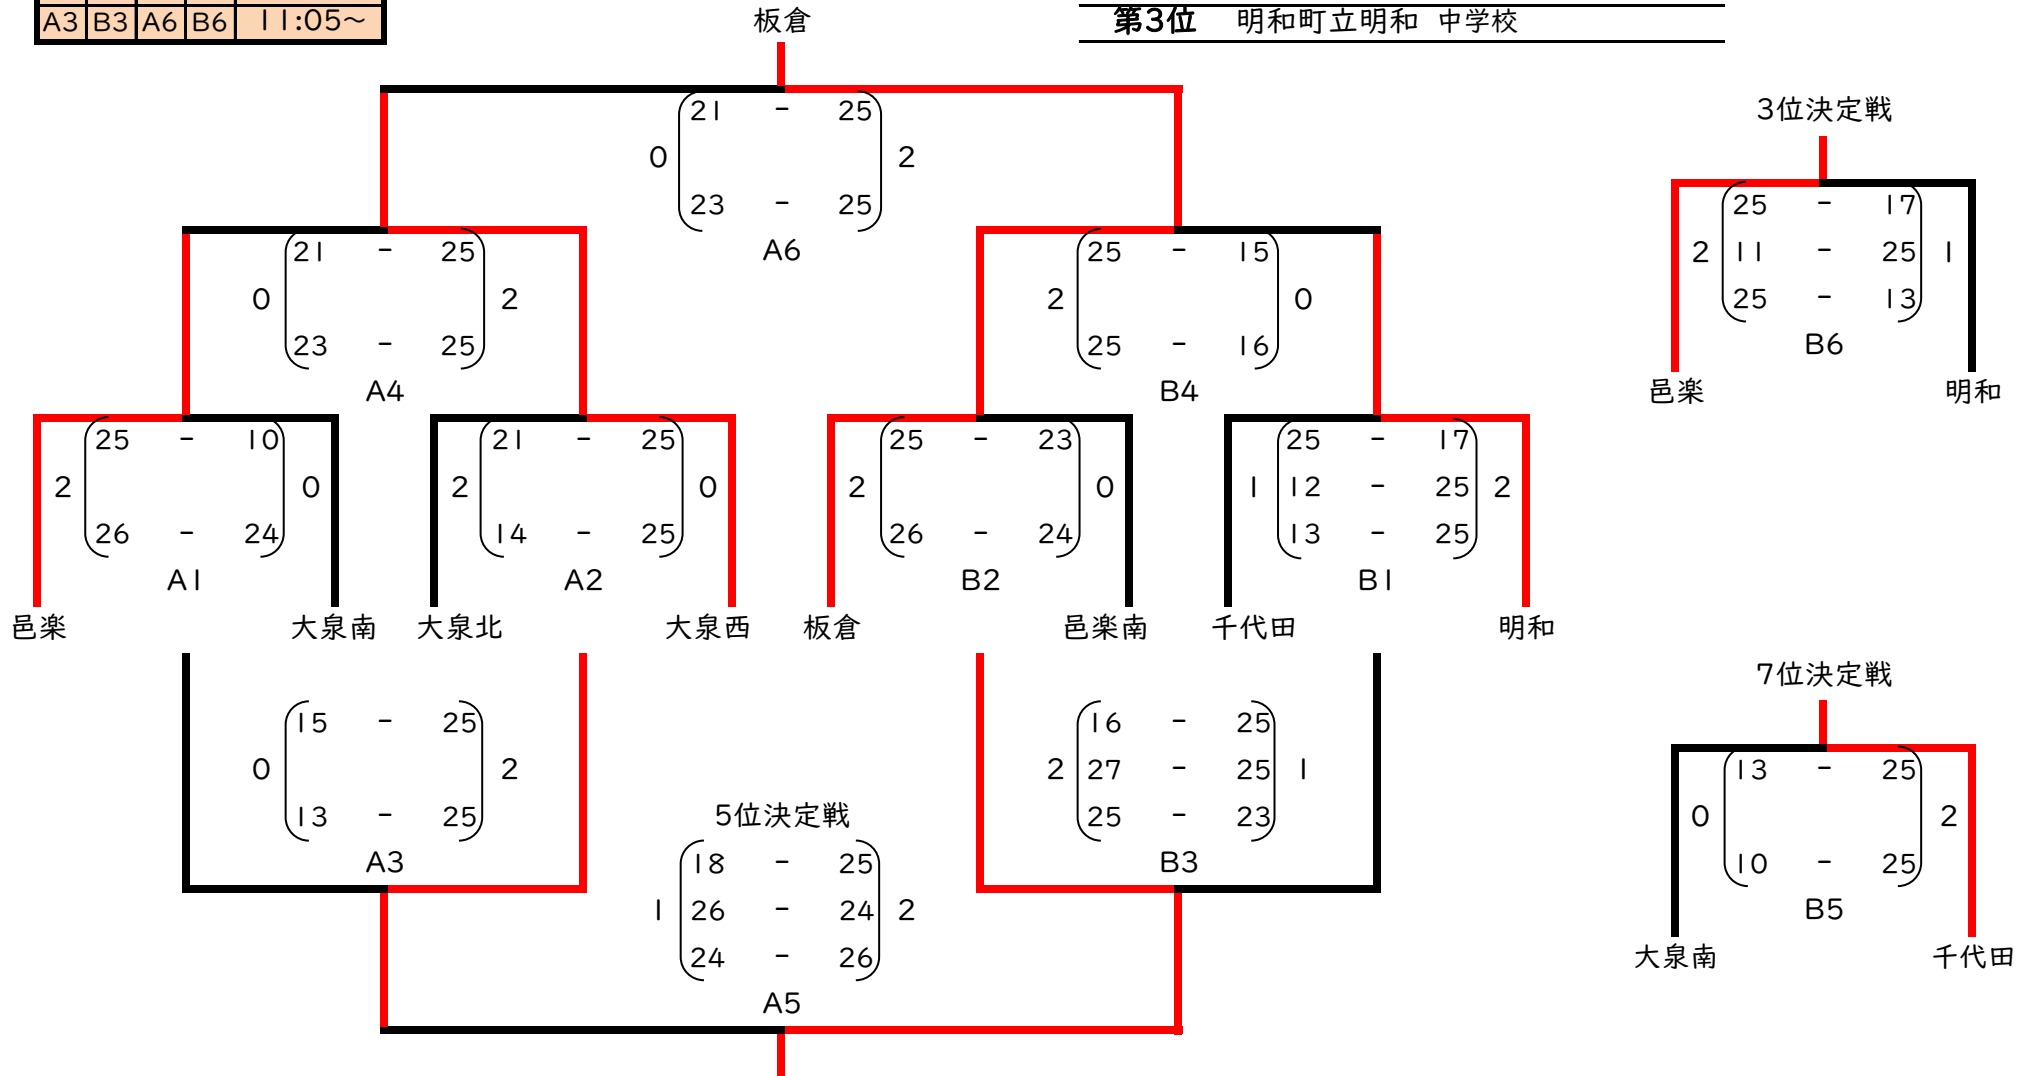 A3 B3 A6 B6 11:05～
板倉
第3位 明和町立明和 中学校
21 - 25
0 2
23 - 25
A6
3位決定戦
25 - 17
2 11 - 25 1
25 - 13
B6
邑楽 明和
21 - 25
0 2
23 - 25
A4
25 - 15
2 0
25 - 16
B4
25 - 10
2 0
26 - 24
A1
21 - 25
2 0
14 - 25
A2
25 - 23
2 0
26 - 24
B2
25 - 17
1 12 - 25 2
13 - 25
B1
邑楽 大泉南 大泉北 大泉西 板倉 邑楽南 千代田 明和
15 - 25
0 2
13 - 25
A3
16 - 25
2 27 - 25 1
25 - 23
B3
5位決定戦
18 - 25
1 26 - 24 2
24 - 26
A5
7位決定戦
13 - 25
0 2
10 - 25
B5
大泉南 千代田